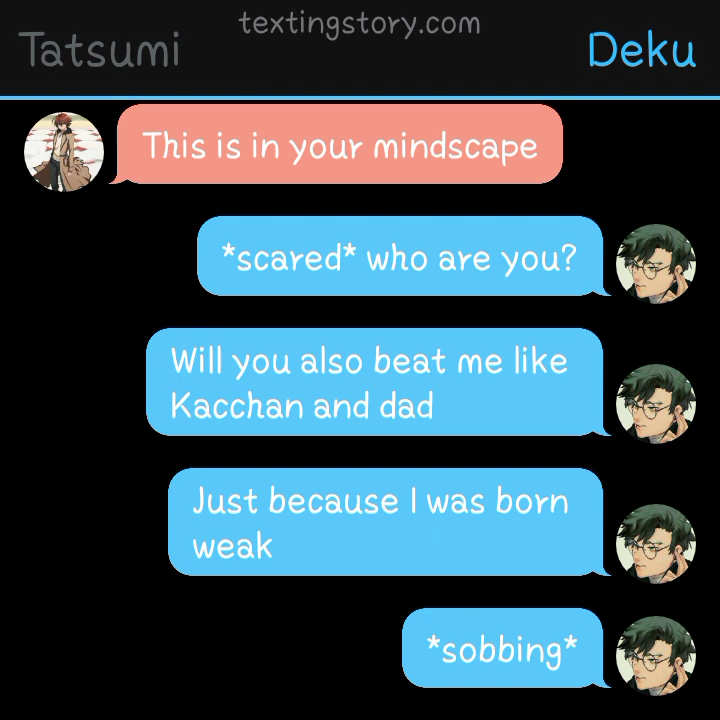 textingstory.com
Tatsumi
Deku
This is in your mindscape
*scared* who are you?
Will you also beat me like
Kacchan and dad
Just because I was born
weak
*sobbing*